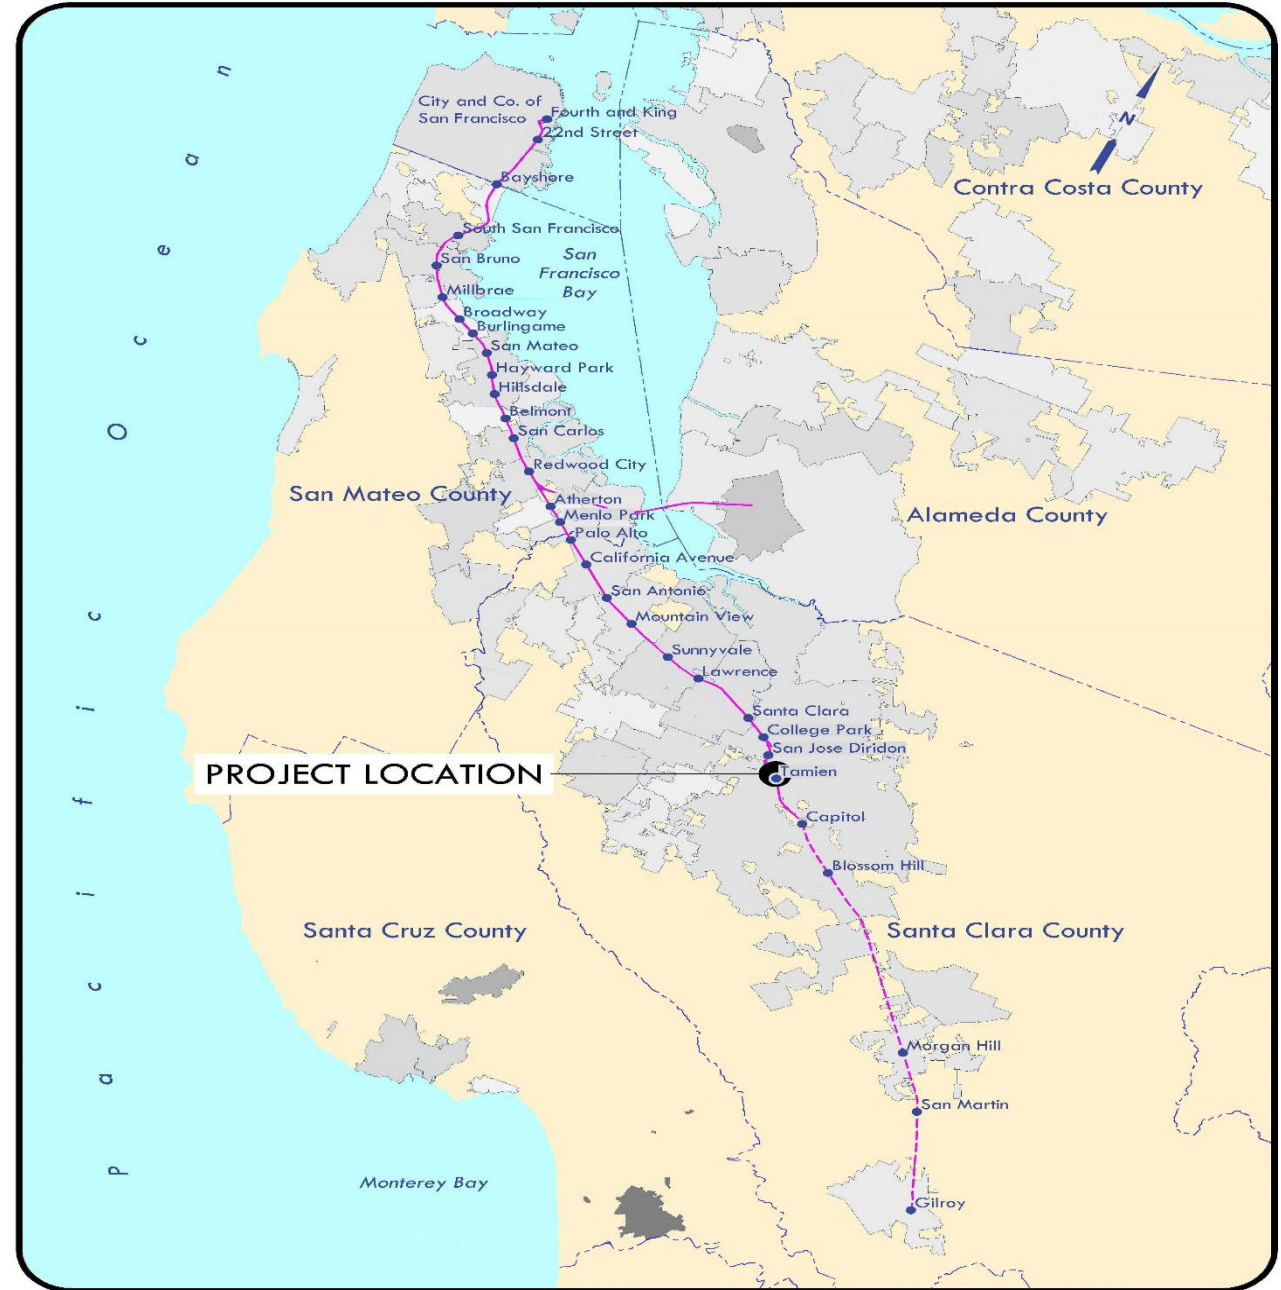 Pacific Ocean
City and Co. of
San Francisco
Fourth and King
22nd Street
N
Contra Costa County
Bayshore
South San Francisco
San
Francisco
Bay
San Bruno
Millbrae
Broadway
Burlingame
San Mateo
Hayward Park
Hillsdale
Belmont
San Carlos
Redwood City
San Mateo County
Atherton
Menlo Park
Alameda County
Palo Alto
California Avenue
San Antonio
Mountain View
Sunnyvale
Lawrence
Santa Clara
College Park
San Jose Diridon
PROJECT LOCATION
Tamien
Capitol
Blossom Hill
Santa Cruz County
Santa Clara County
Morgan Hill
San Martin
Monterey Bay
Gilroy